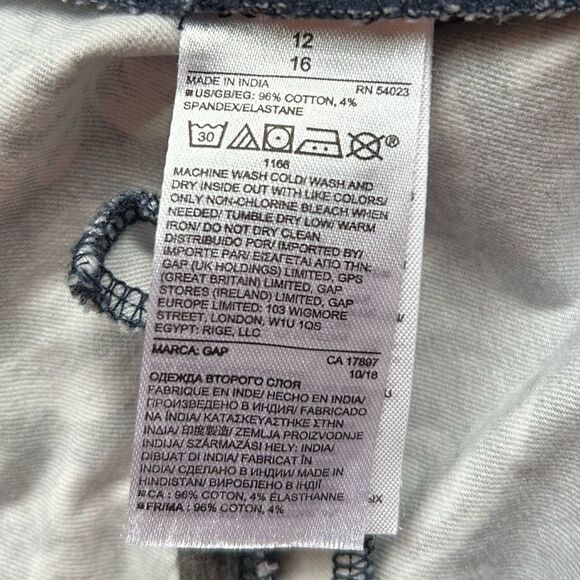 12
16
MADE IN INDIA RN 54023
US/GB/EG: 96% COTTON, 4%
SPANDEX/ELASTANE
30 ®
1166
MACHINE WASH COLD/ WASH AND
DRY INSIDE OUT WITH LIKE COLORS/
ONLY NON-CHLORINE BLEACH WHEN
NEEDED/ TUMBLE DRY LOW/ WARM
IRON/ DO NOT DRY CLEAN
DISTRIBUIDO POR/ IMPORTED BY/
IMPORTE PAR/ ΕΙΣΑΓΕΤΑΙ ΑΠΟ ΤΗΝ:
GAP (UK HOLDINGS) LIMITED, GPS
(GREAT BRITAIN) LIMITED, GAP
STORES (IRELAND) LIMITED, GAP
EUROPE LIMITED: 103 WIGMORE
STREET, LONDON, W1U 1QS
EGYPT: RIGE, LLC
MARCA: GAP CA 17897
10/18
ОДЕЖДА ВТОРОГО СЛОЯ
FABRIQUE EN INDE/ HECHO EN INDIA/
ПРОИЗВЕДЕНО В ИНДИЯ/ FABRICADO
NA ÍNDIA/ ΚΑΤΑΣΚΕΥΑΣΤΗΚΕ ΣΤΗΝ
ΙΝΔΙΑ/ 印度製造/ ZEMLJA PROIZVODNJE
INDIJA/ SZÁRMAZÁSI HELY: INDIA/
DIBUAT DI INDIA/ FABRICAT ÎN
INDIA/ СДЕЛАНО В ИНДИИ/ MADE IN
HINDISTAN/ ВИРОБЛЕНО В ІНДІЇ
CA : 96% COTTON, 4% ÉLASTHANNE
FR/MA : 96% COTTON, 4%